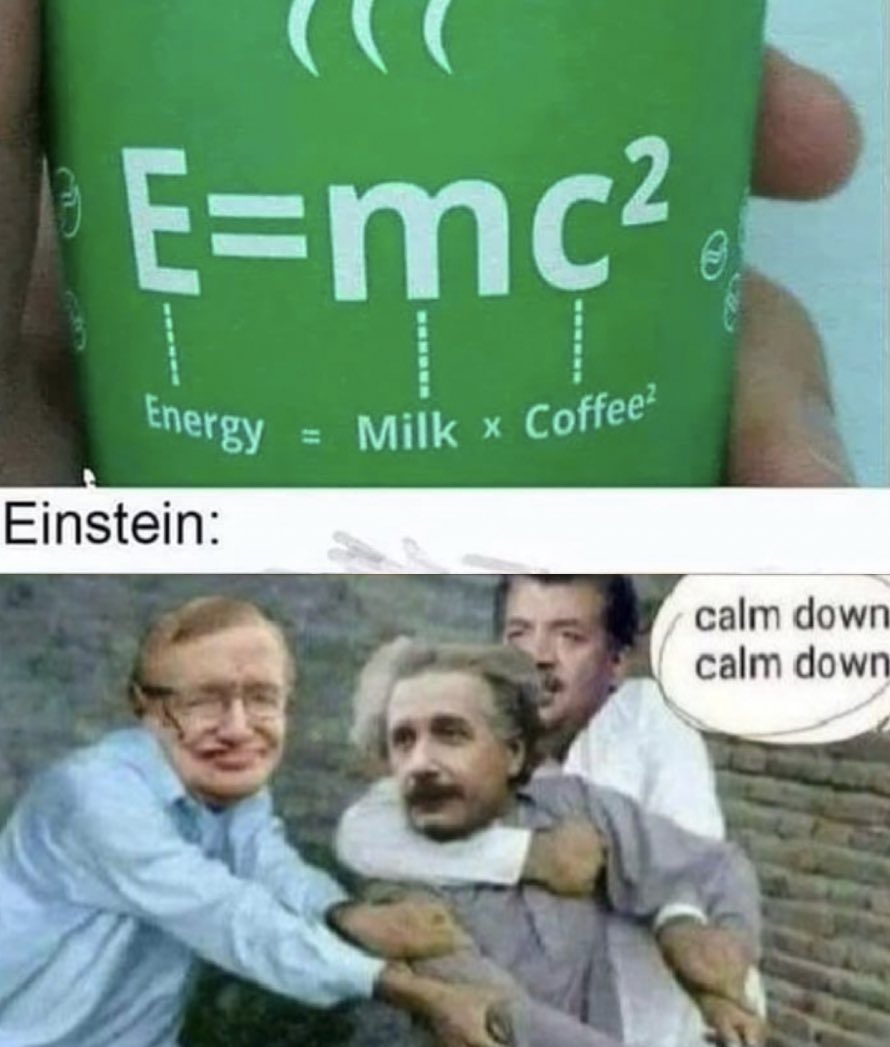 E=mc²
Energy = Milk x Coffee²
Einstein:
calm down
calm down